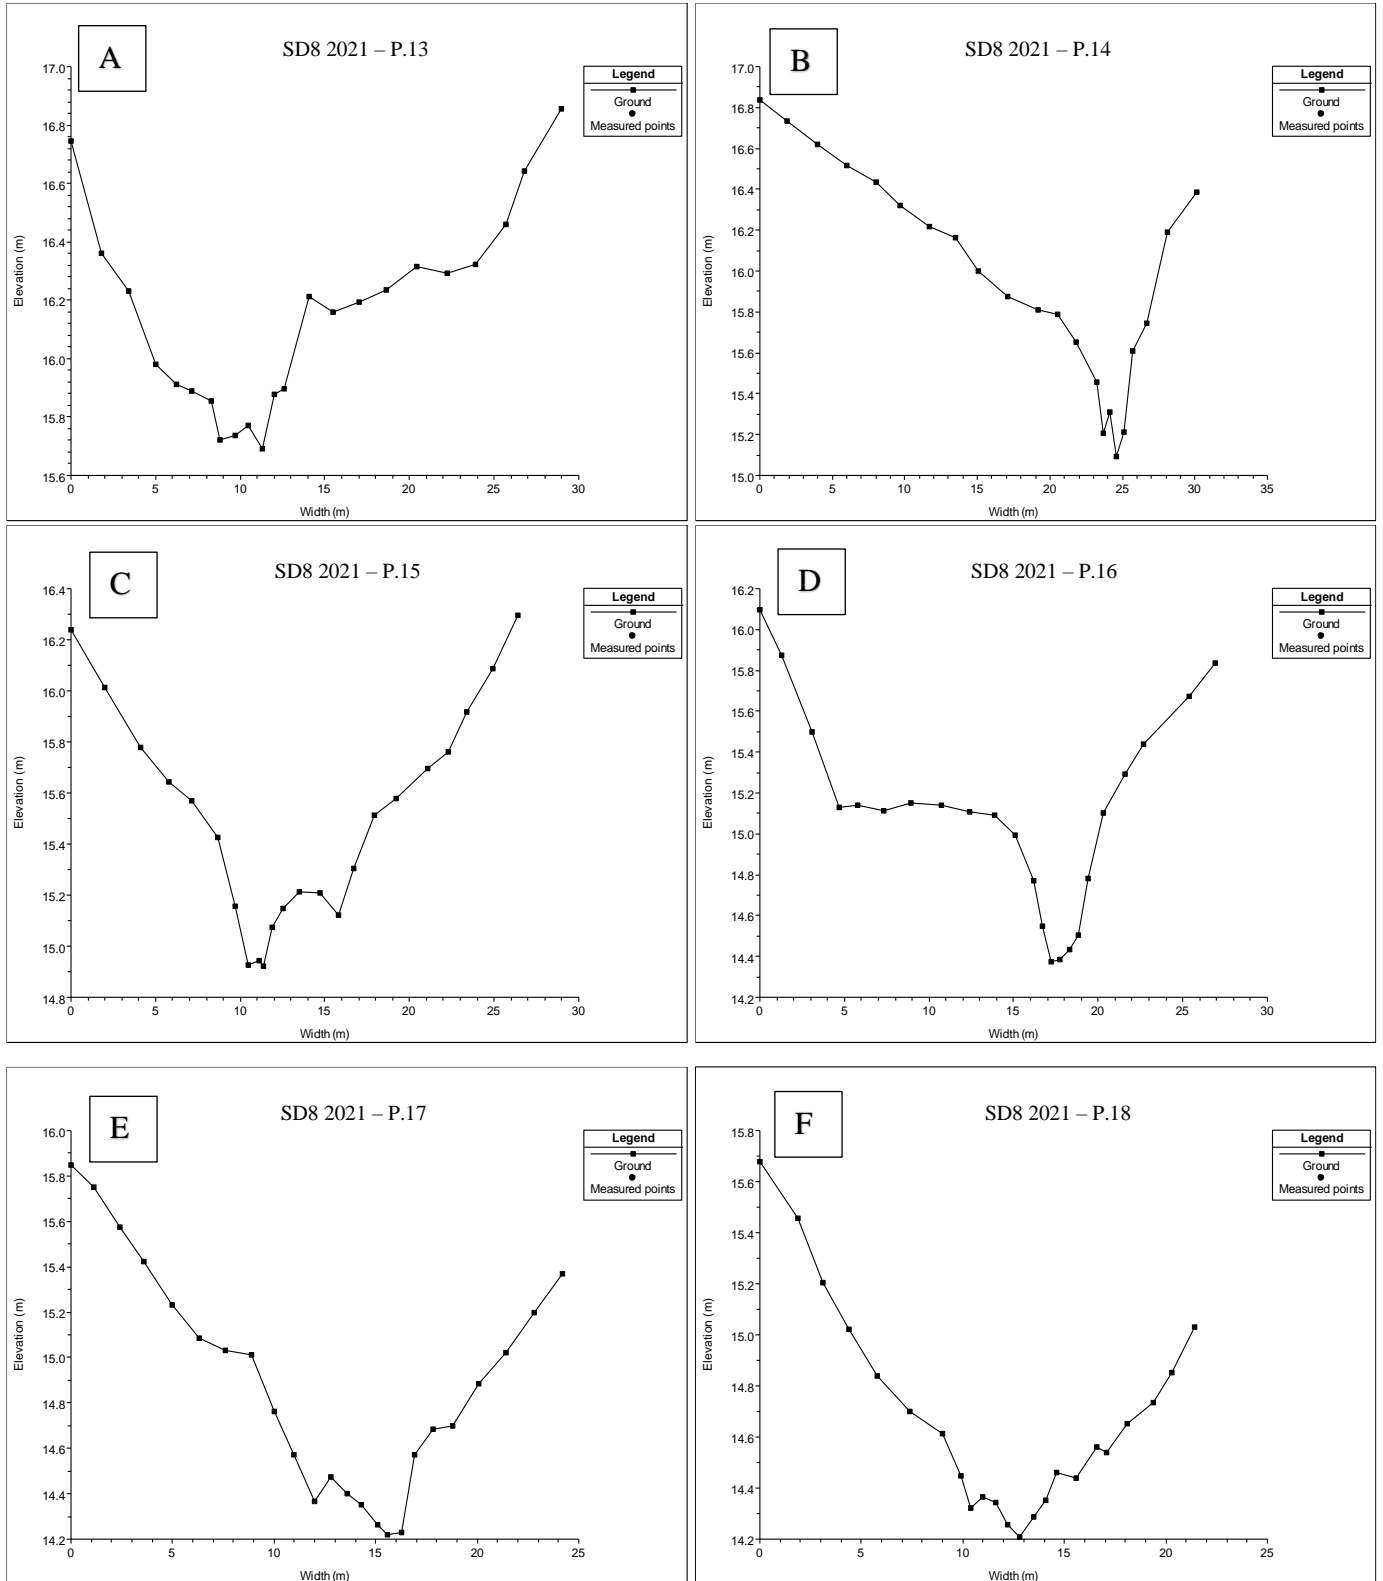 A
SD8 2021 – P.13
17.0
16.8
16.6
16.4
16.2
16.0
15.8
15.6
0 5 10 15 20 25 30
Elevation (m)
Width (m)
Legend
Ground
Measured points
B
SD8 2021 – P.14
17.0
16.8
16.6
16.4
16.2
16.0
15.8
15.6
15.4
15.2
15.0
0 5 10 15 20 25 30 35
Elevation (m)
Width (m)
Legend
Ground
Measured points
C
SD8 2021 – P.15
16.4
16.2
16.0
15.8
15.6
15.4
15.2
15.0
14.8
0 5 10 15 20 25 30
Elevation (m)
Width (m)
Legend
Ground
Measured points
D
SD8 2021 – P.16
16.2
16.0
15.8
15.6
15.4
15.2
15.0
14.8
14.6
14.4
14.2
0 5 10 15 20 25 30
Elevation (m)
Width (m)
Legend
Ground
Measured points
E
SD8 2021 – P.17
16.0
15.8
15.6
15.4
15.2
15.0
14.8
14.6
14.4
14.2
0 5 10 15 20 25
Elevation (m)
Width (m)
Legend
Ground
Measured points
F
SD8 2021 – P.18
15.8
15.6
15.4
15.2
15.0
14.8
14.6
14.4
14.2
0 5 10 15 20 25
Elevation (m)
Width (m)
Legend
Ground
Measured points